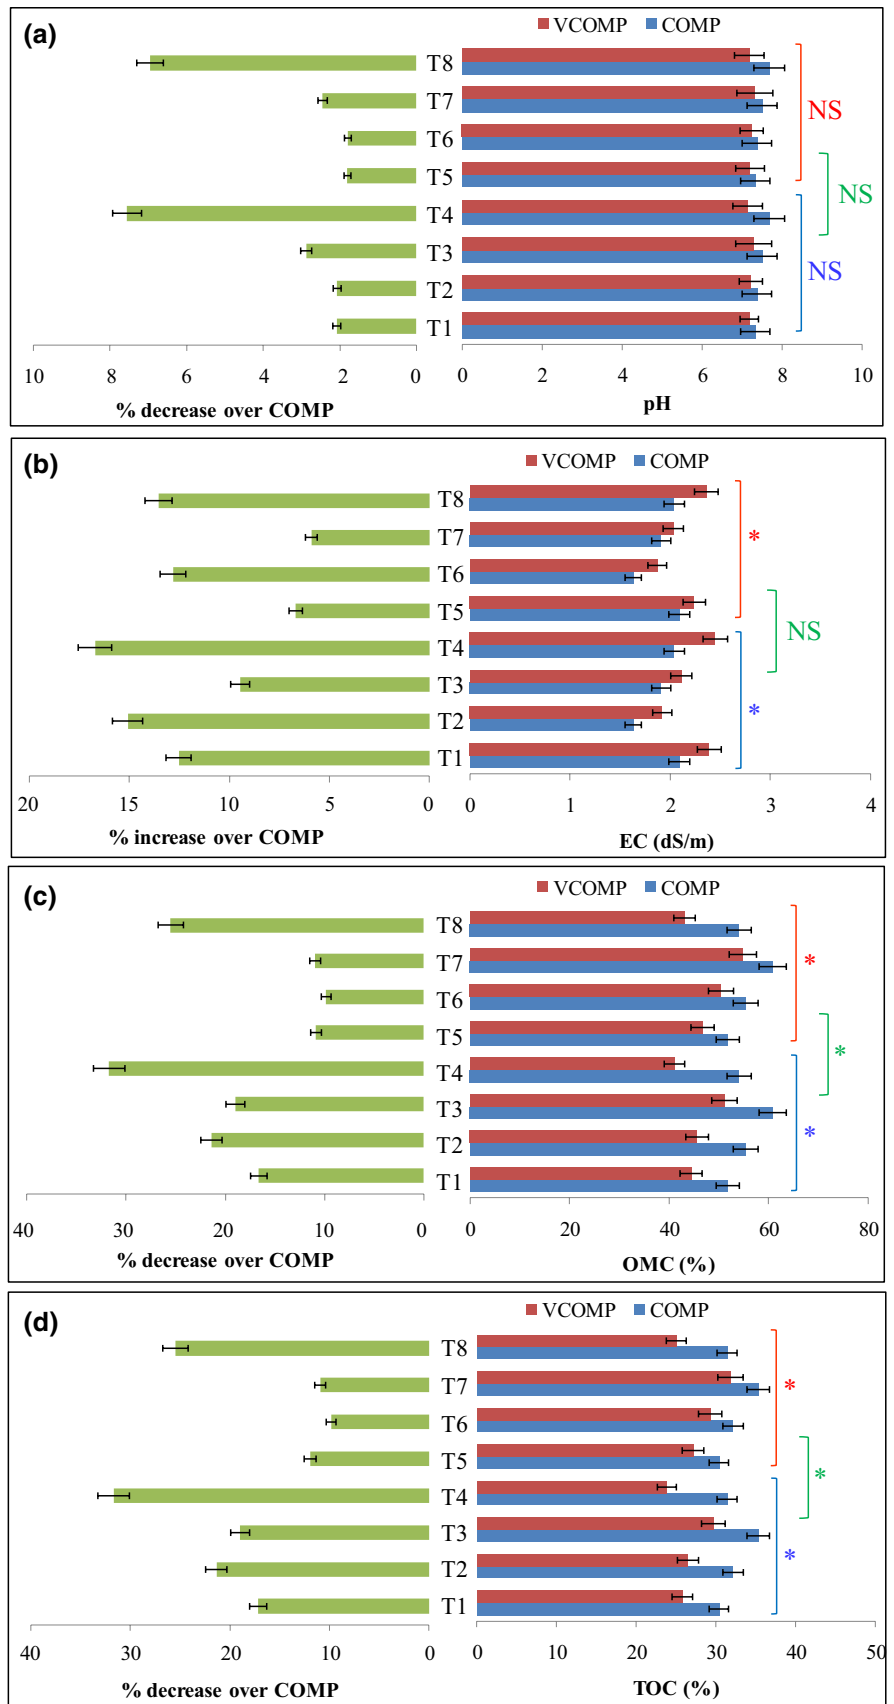 (a)
VCOMP COMP
T8
T7
T6
T5
T4
T3
T2
T1
NS
NS
NS
10 8 6 4 2 0
0 2 4 6 8 10
% decrease over COMP
pH
(b)
VCOMP COMP
T8
T7
T6
T5
T4
T3
T2
T1
*
NS
*
20 15 10 5 0
0 1 2 3 4
% increase over COMP
EC (dS/m)
(c)
VCOMP COMP
T8
T7
T6
T5
T4
T3
T2
T1
*
*
*
40 30 20 10 0
0 20 40 60 80
% decrease over COMP
OMC (%)
(d)
VCOMP COMP
T8
T7
T6
T5
T4
T3
T2
T1
*
*
*
40 30 20 10 0
0 10 20 30 40 50
% decrease over COMP
TOC (%)